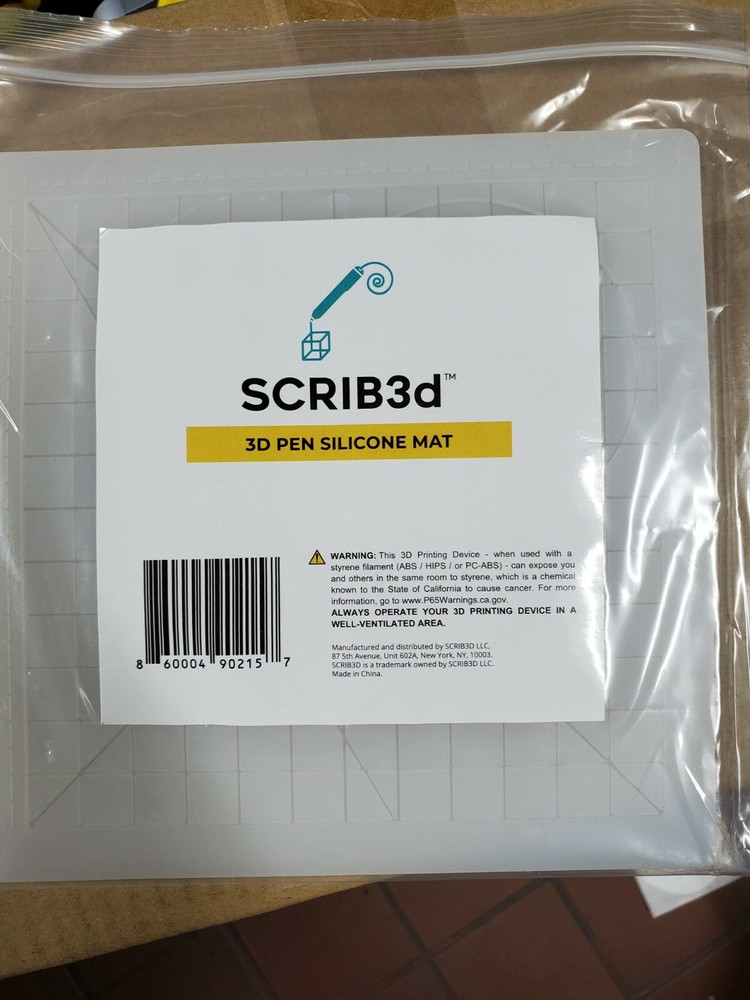 SCRIB3d™
3D PEN SILICONE MAT
WARNING: This 3D Printing Device - when used with a
styrene filament (ABS / HIPS / or PC-ABS) - can expose you
and others in the same room to styrene, which is a chemical
known to the State of California to cause cancer. For more
information, go to www.P65Warnings.ca.gov.
ALWAYS OPERATE YOUR 3D PRINTING DEVICE IN A
WELL-VENTILATED AREA.
8 60004 90215 7
Manufactured and distributed by SCRIB3D LLC,
87 5th Avenue, Unit 602A, New York, NY, 10003.
SCRIB3D is a trademark owned by SCRIB3D LLC.
Made in China.